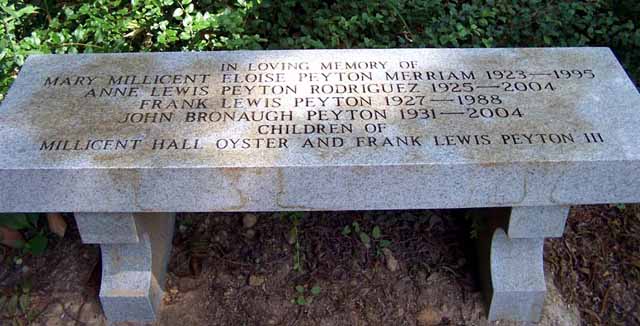 IN LOVING MEMORY OF
MARY MILLICENT ELOISE PEYTON MERRIAM 1923—1995
ANNE LEWIS PEYTON RODRIGUEZ 1925—2004
FRANK LEWIS PEYTON 1927—1988
JOHN BRONAUGH PEYTON 1931—2004
CHILDREN OF
MILLICENT HALL OYSTER AND FRANK LEWIS PEYTON III